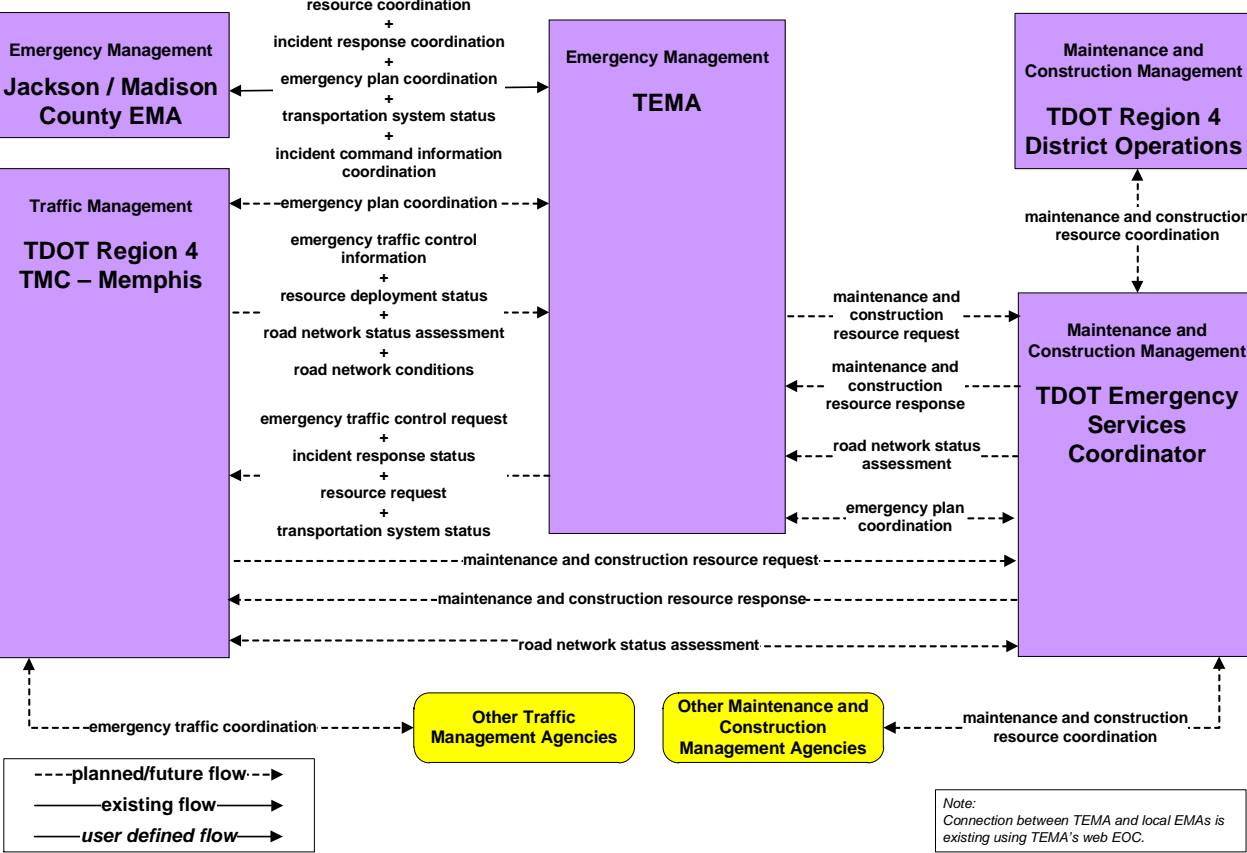 resource coordination
+
incident response coordination
+
emergency plan coordination
+
transportation system status
+
incident command information
coordination
Emergency Management
Jackson / Madison
County EMA
Emergency Management
TEMA
Maintenance and
Construction Management
TDOT Region 4
District Operations
Traffic Management
TDOT Region 4
TMC – Memphis
emergency plan coordination
emergency traffic control
information
+
resource deployment status
+
road network status assessment
+
road network conditions
emergency traffic control request
+
incident response status
+
resource request
+
transportation system status
maintenance and construction
resource coordination
maintenance and
construction
resource request
maintenance and
construction
resource response
road network status
assessment
emergency plan
coordination
Maintenance and
Construction Management
TDOT Emergency
Services
Coordinator
maintenance and construction resource request
maintenance and construction resource response
road network status assessment
emergency traffic coordination
Other Traffic
Management Agencies
Other Maintenance and
Construction
Management Agencies
maintenance and construction
resource coordination
planned/future flow
existing flow
user defined flow
Note:
Connection between TEMA and local EMAs is
existing using TEMA's web EOC.